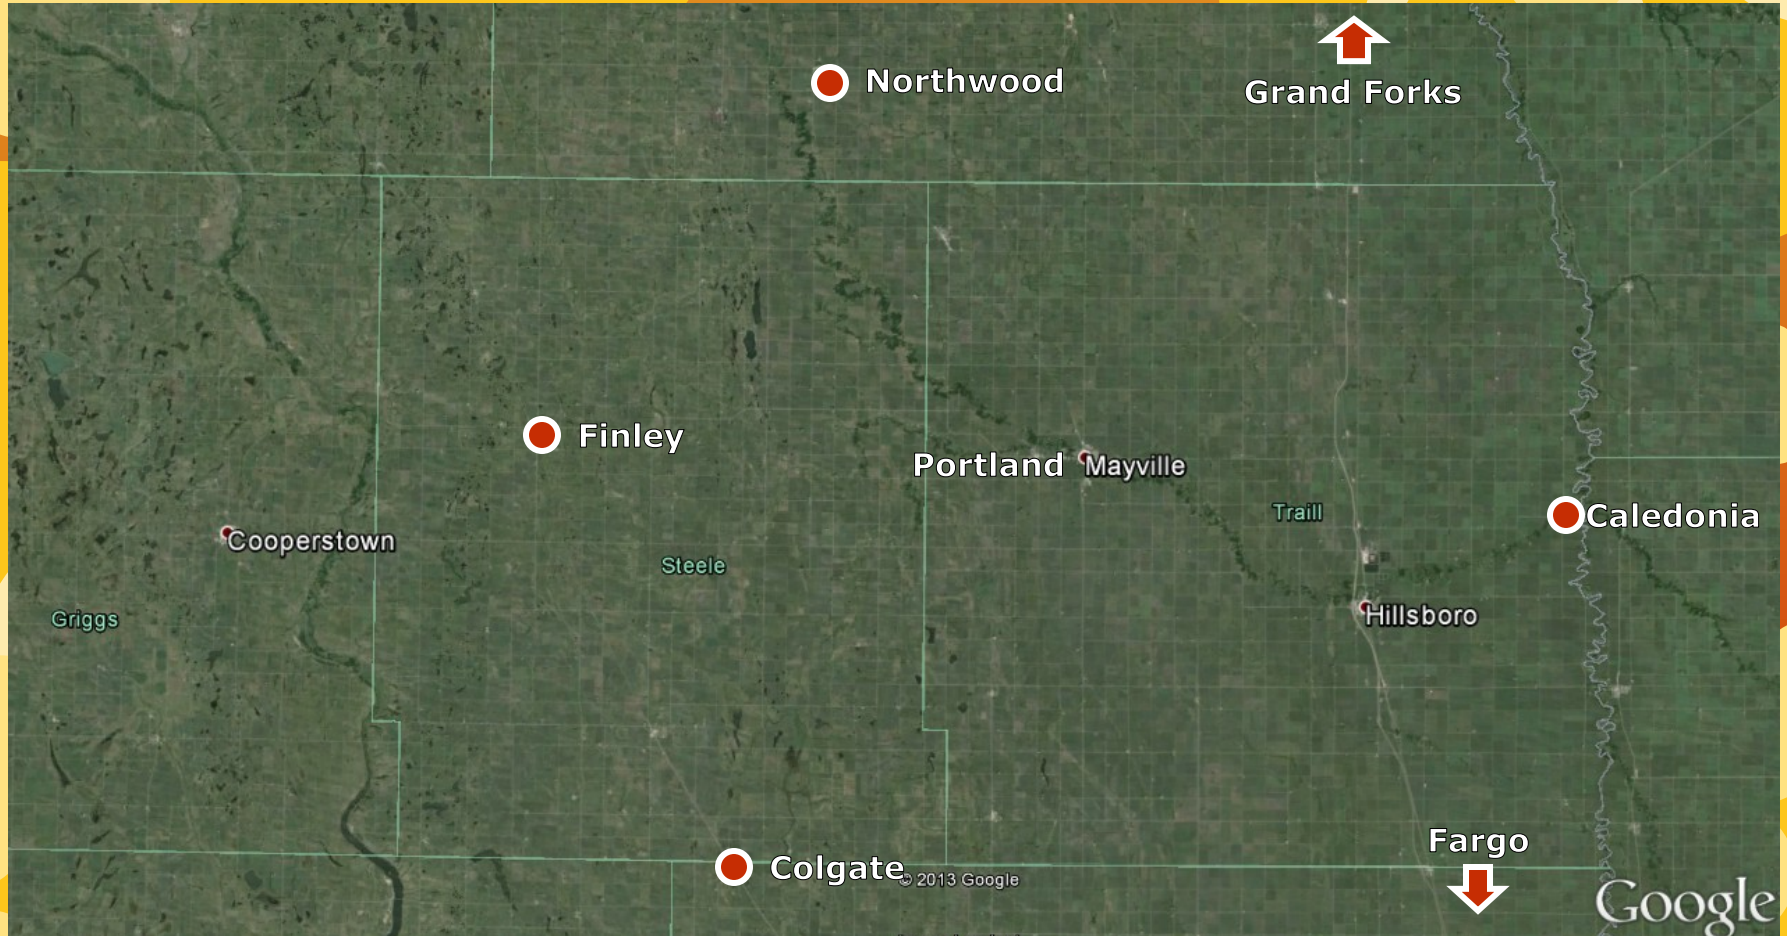 Northwood
Grand Forks
Finley
Portland
Mayville
Traill
Caledonia
Cooperstown
Steele
Griggs
Hillsboro
Fargo
Colgate
© 2013 Google
Google